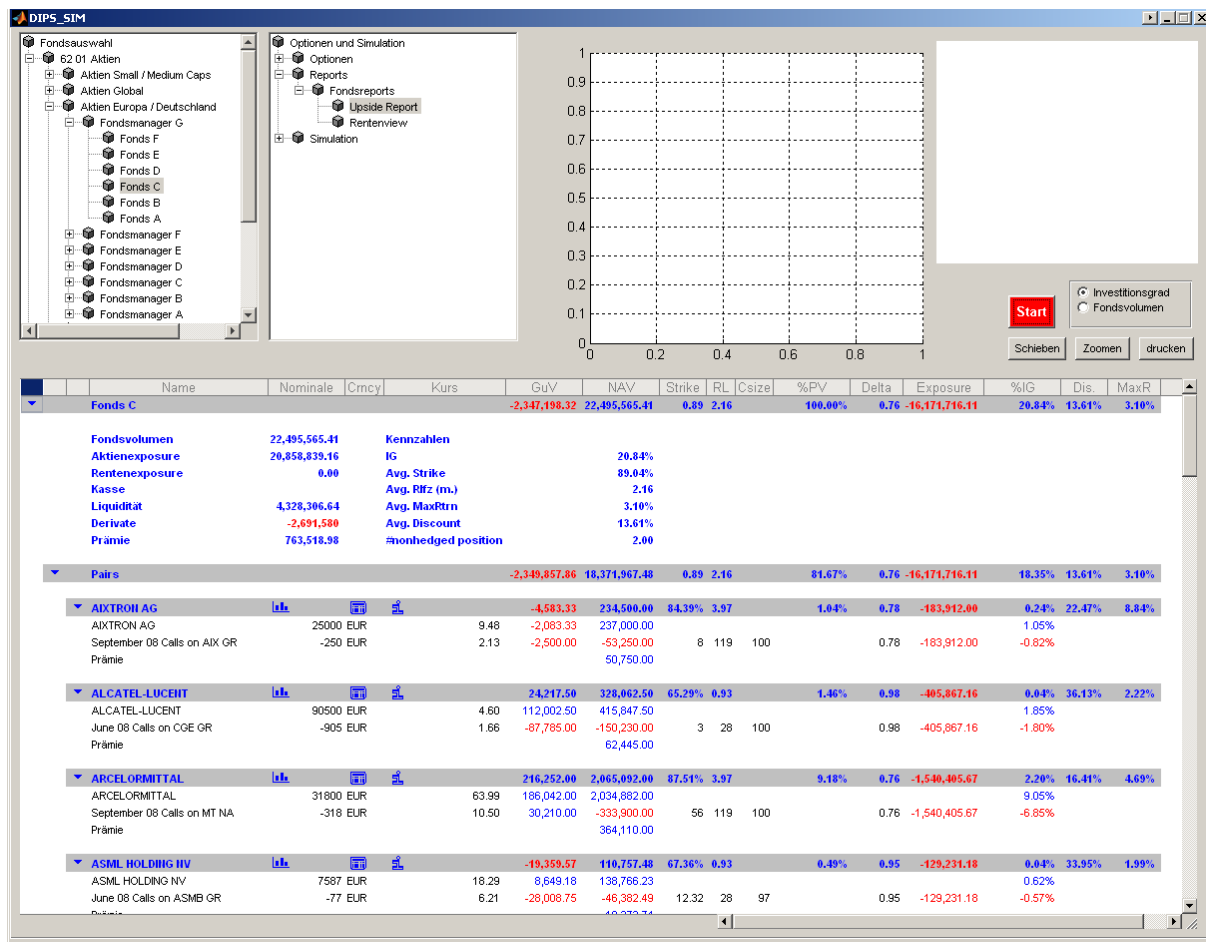 DIPS_SIM
Fondsauswahl
62 01 Aktien
Aktien Small / Medium Caps
Aktien Global
Aktien Europa / Deutschland
Fondsmanager G
Fonds F
Fonds E
Fonds D
Fonds C
Fonds B
Fonds A
Fondsmanager F
Fondsmanager E
Fondsmanager D
Fondsmanager C
Fondsmanager B
Fondsmanager A
Optionen und Simulation
Optionen
Reports
Fondsreports
Upside Report
Rentenview
Simulation
1
0.9
0.8
0.7
0.6
0.5
0.4
0.3
0.2
0.1
0
0 0.2 0.4 0.6 0.8 1
Investitionsgrad
Fondsvolumen
Start
Schieben Zoomen drucken
Name Nominale Crncy Kurs GuV NAV Strike RL Csize %PV Delta Exposure %IG Dis. MaxR
Fonds C -2,347,198.32 22,495,565.41 0.89 2.16 100.00% 0.76 -16,171,716.11 20.84% 13.61% 3.10%
Fondsvolumen 22,495,565.41 Kennzahlen
Aktienexposure 20,858,839.16 IG 20.84%
Rentenexposure 0.00 Avg. Strike 89.04%
Kasse Avg. Rlfz (m.) 2.16
Liquidität 4,328,306.64 Avg. MaxRtrn 3.10%
Derivate -2,691,580 Avg. Discount 13.61%
Prämie 763,518.98 #nonhedged position 2.00
Pairs -2,349,857.86 18,371,967.48 0.89 2.16 81.67% 0.76 -16,171,716.11 18.35% 13.61% 3.10%
AIXTRON AG -4,583.33 234,500.00 84.39% 3.97 1.04% 0.78 -183,912.00 0.24% 22.47% 8.84%
AIXTRON AG 25000 EUR 9.48 -2,083.33 237,000.00 1.05%
September 08 Calls on AIX GR -250 EUR 2.13 -2,500.00 -53,250.00 8 119 100 0.78 -183,912.00 -0.82%
Prämie 50,750.00
ALCATEL-LUCENT 24,217.50 328,062.50 65.29% 0.93 1.46% 0.98 -405,867.16 0.04% 36.13% 2.22%
ALCATEL-LUCENT 90500 EUR 4.60 112,002.50 415,847.50 1.85%
June 08 Calls on CGE GR -905 EUR 1.66 -87,785.00 -150,230.00 3 28 100 0.98 -405,867.16 -1.80%
Prämie 62,445.00
ARCELORMITTAL 216,252.00 2,065,092.00 87.51% 3.97 9.18% 0.76 -1,540,405.67 2.20% 16.41% 4.69%
ARCELORMITTAL 31800 EUR 63.99 186,042.00 2,034,882.00 9.05%
September 08 Calls on MT NA -318 EUR 10.50 30,210.00 -333,900.00 56 119 100 0.76 -1,540,405.67 -6.85%
Prämie 364,110.00
ASML HOLDING NV -19,359.57 110,757.48 67.36% 0.93 0.49% 0.95 -129,231.18 0.04% 33.95% 1.99%
ASML HOLDING NV 7587 EUR 18.29 8,649.18 138,766.23 0.62%
June 08 Calls on ASMB GR -77 EUR 6.21 -28,008.75 -46,382.49 12.32 28 97 0.95 -129,231.18 -0.57%